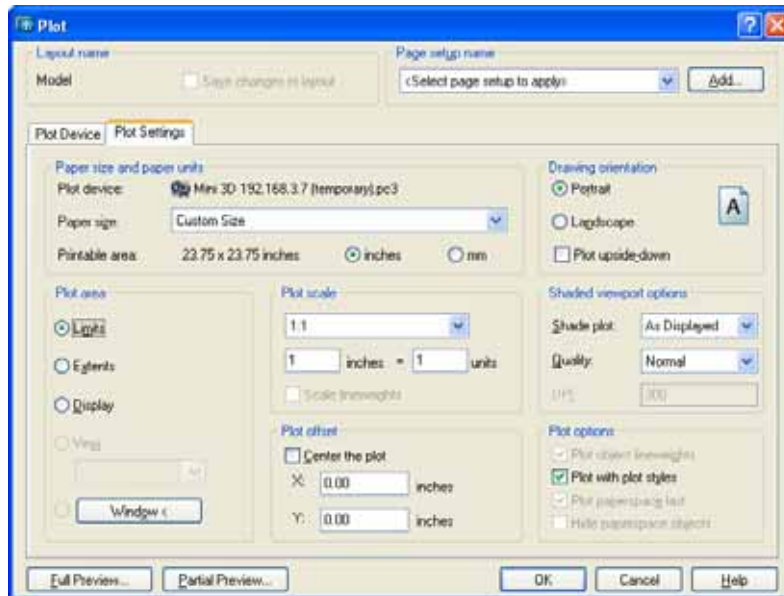 Plot
Layout name
Model
Save changes to layout
Page setup name
<Select page setup to apply>
Add...
Plot Device
Plot Settings
Paper size and paper units
Plot device:
Mini 3D 192.168.3.7 (temporary).pc3
Paper size:
Custom Size
Printable area:
23.75 x 23.75 inches
inches
mm
Drawing orientation
Portrait
A
Landscape
Plot upside-down
Plot area
Limits
Extents
Display
View
Window <
Plot scale
1:1
1 inches = 1 units
Scale lineweights
Plot offset
Center the plot
X: 0.00 inches
Y: 0.00 inches
Shaded viewport options
Shade plot: As Displayed
Quality: Normal
DPI 300
Plot options
Plot object lineweights
Plot with plot styles
Plot paperspace last
Hide paperspace objects
Full Preview...
Partial Preview...
OK
Cancel
Help